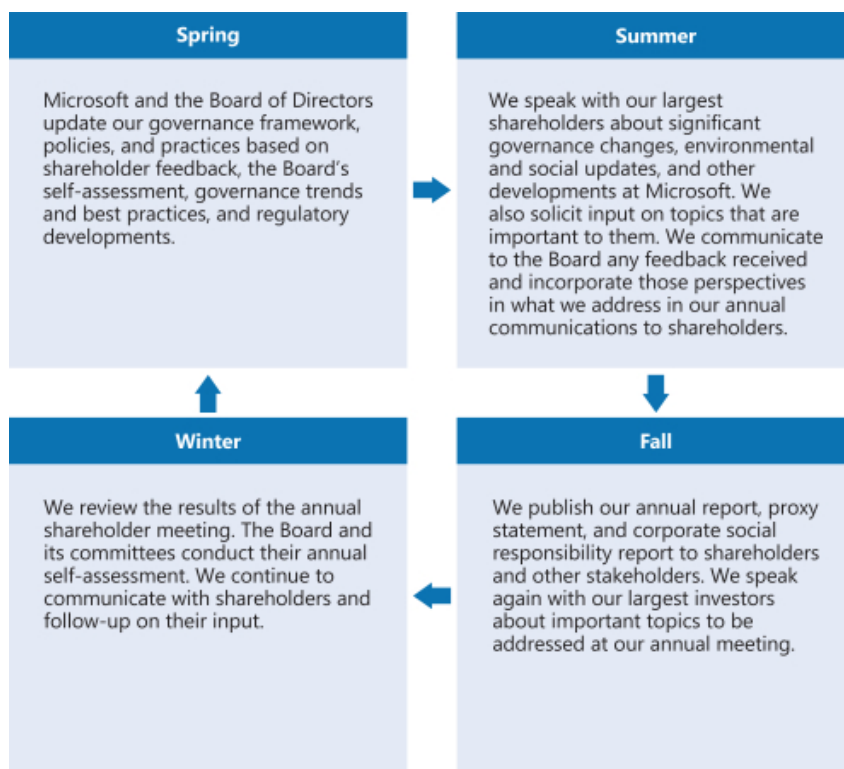 Spring
Microsoft and the Board of Directors
update our governance framework,
policies, and practices based on
shareholder feedback, the Board’s
self-assessment, governance trends
and best practices, and regulatory
developments.
Summer
We speak with our largest
shareholders about significant
governance changes, environmental
and social updates, and other
developments at Microsoft. We
also solicit input on topics that are
important to them. We communicate
to the Board any feedback received
and incorporate those perspectives
in what we address in our annual
communications to shareholders.
Fall
We publish our annual report, proxy
statement, and corporate social
responsibility report to shareholders
and other stakeholders. We speak
again with our largest investors
about important topics to be
addressed at our annual meeting.
Winter
We review the results of the annual
shareholder meeting. The Board and
its committees conduct their annual
self-assessment. We continue to
communicate with shareholders and
follow-up on their input.